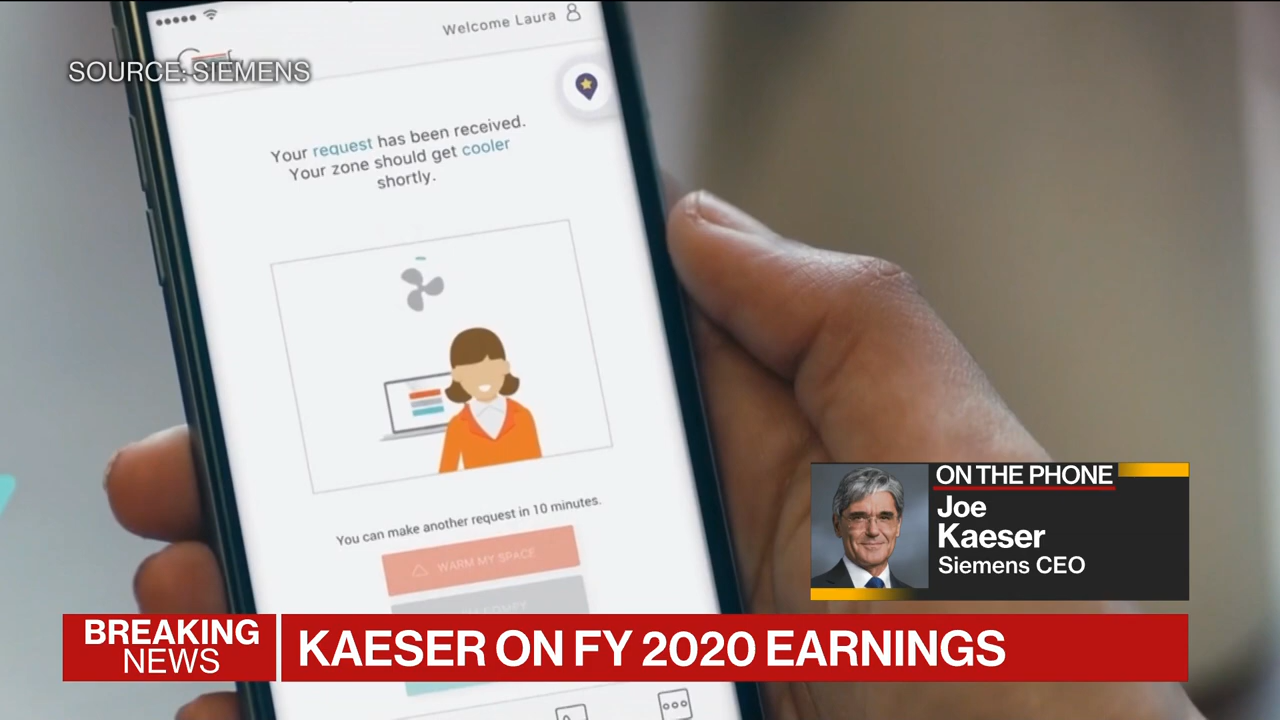 Welcome Laura
SOURCE: SIEMENS
Your request has been received.
Your zone should get cooler
shortly.
You can make another request in 10 minutes.
WARM MY SPACE
ON THE PHONE
Joe
Kaeser
Siemens CEO
BREAKING
NEWS
KAESER ON FY 2020 EARNINGS